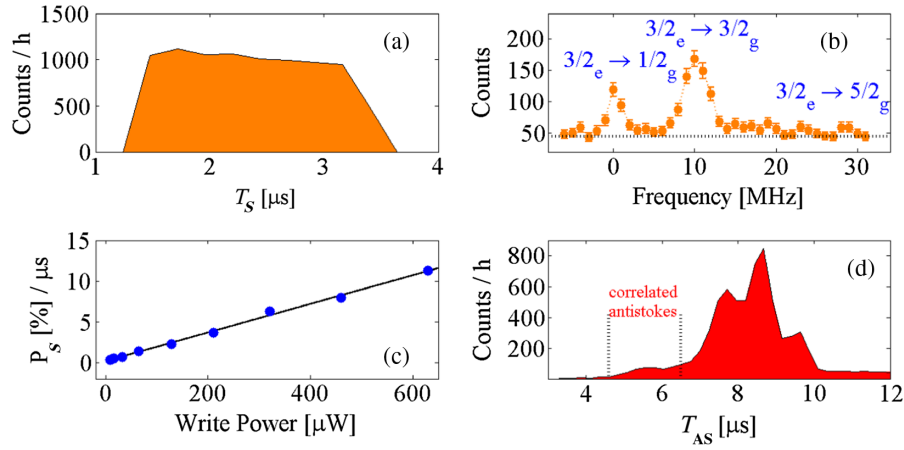 1500
1000
500
0
Counts / h
(a)
1
2
3
4
T_S [μs]
200
150
100
50
Counts
3/2_e → 3/2_g
(b)
3/2_e → 1/2_g
3/2_e → 5/2_g
0
10
20
30
Frequency [MHz]
15
10
5
0
P_S [%] / μs
(c)
0
200
400
600
Write Power [μW]
800
600
400
200
Counts / h
(d)
correlated
antistokes
4
6
8
10
12
T_AS [μs]